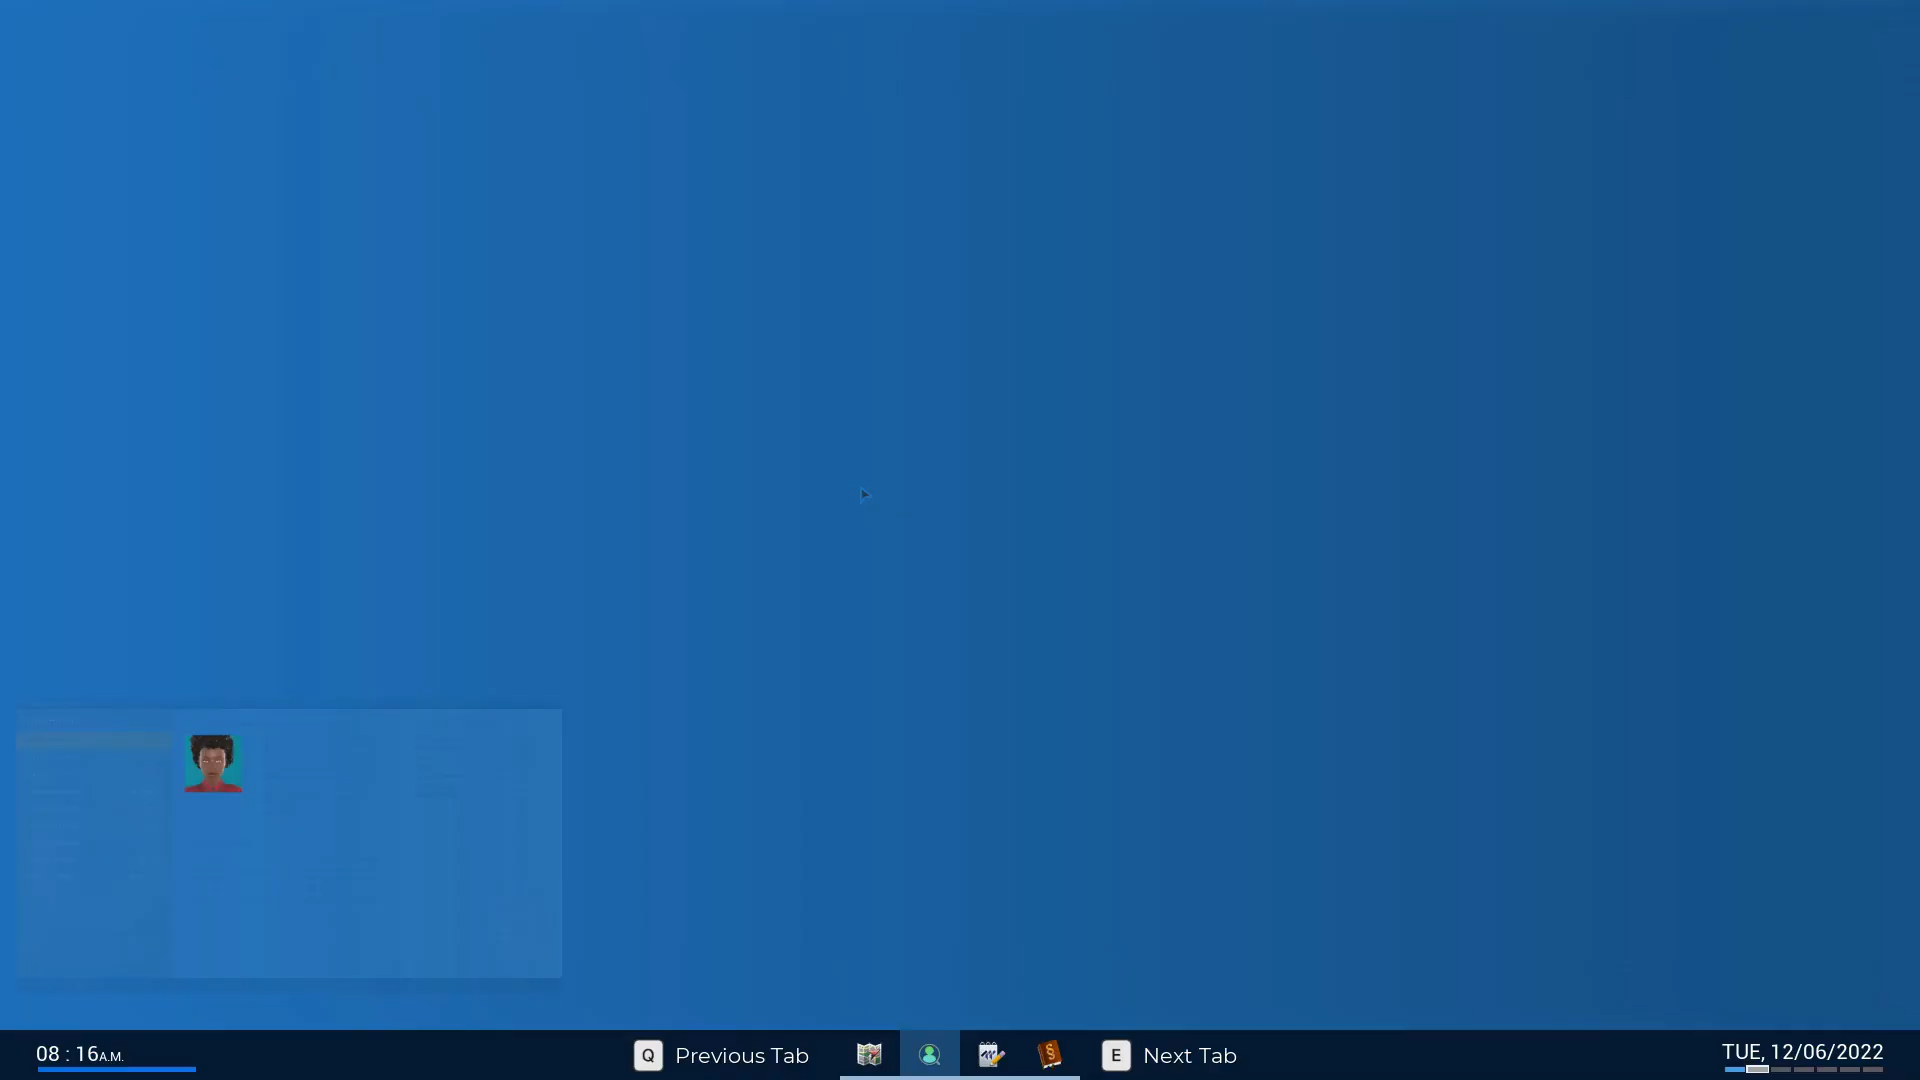 08 : 16A.M.
Q Previous Tab
E Next Tab
TUE, 12/06/2022